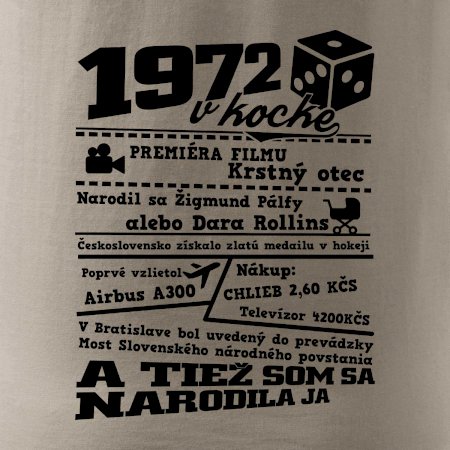 1972
v kocke
PREMIÉRA FILMU
Krstný otec
Narodil sa Žigmund Pálfy
alebo Dara Rollins
Československo získalo zlatú medailu v hokeji
Poprvé vzlietol
Airbus A300
Nákup:
CHLIEB 2,60 KČS
Televízor 4200KČS
V Bratislave bol uvedený do prevádzky
Most Slovenského národného povstania
A TIEŽ SOM SA
NARODILA JA